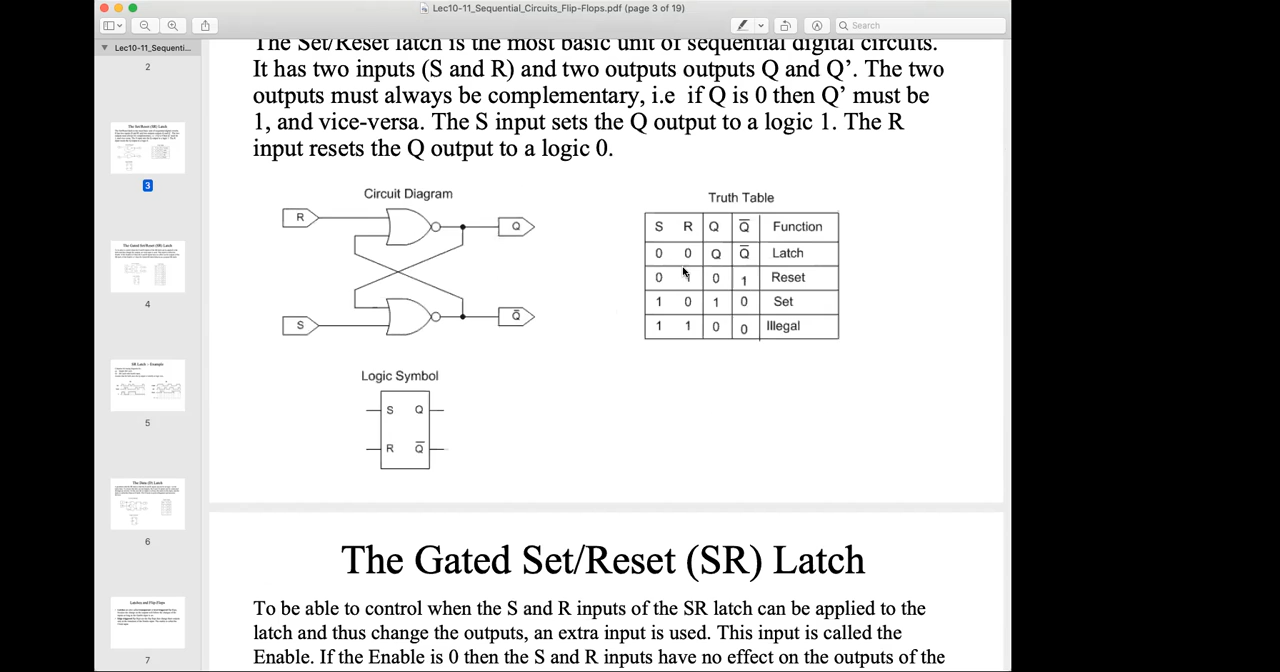 Lec10-11_Sequential_Circuits_Flip-Flops.pdf (page 3 of 19)
Search
Lec10-11_Sequenti...
2
3
4
5
6
7
The Set/Reset latch is the most basic unit of sequential digital circuits.
It has two inputs (S and R) and two outputs outputs Q and Q’. The two
outputs must always be complementary, i.e if Q is 0 then Q’ must be
1, and vice-versa. The S input sets the Q output to a logic 1. The R
input resets the Q output to a logic 0.
Circuit Diagram
R
Q
S
Q̅
Truth Table
S R Q Q̅ Function
0 0 Q Q̅ Latch
0 1 0 1 Reset
1 0 1 0 Set
1 1 0 0 Illegal
Logic Symbol
S Q
R Q̅
The Gated Set/Reset (SR) Latch
To be able to control when the S and R inputs of the SR latch can be applied to the
latch and thus change the outputs, an extra input is used. This input is called the
Enable. If the Enable is 0 then the S and R inputs have no effect on the outputs of the